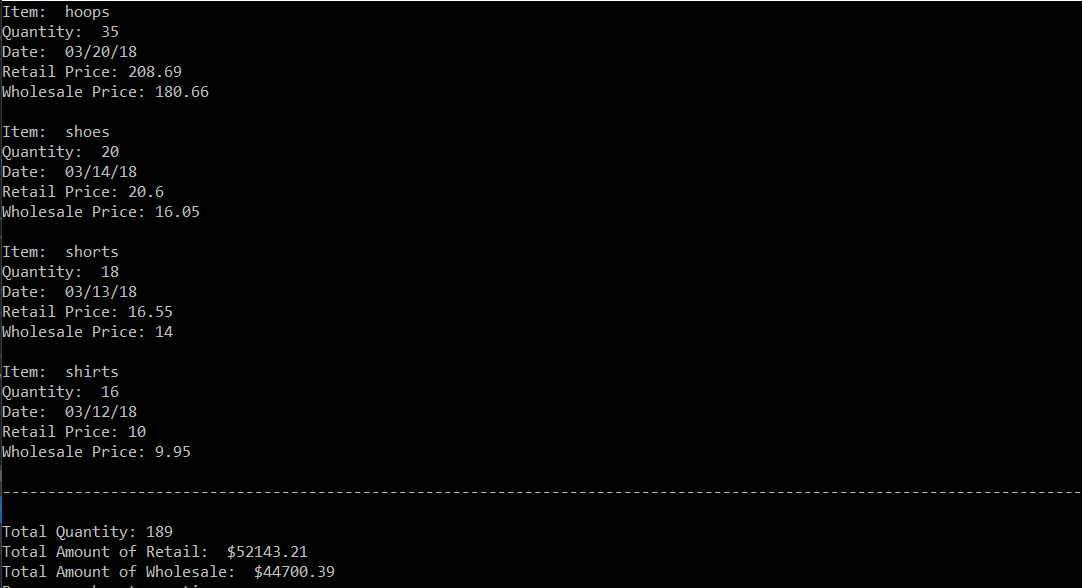 Item:  hoops
Quantity:  35
Date:  03/20/18
Retail Price: 208.69
Wholesale Price: 180.66
Item:  shoes
Quantity:  20
Date:  03/14/18
Retail Price: 20.6
Wholesale Price: 16.05
Item:  shorts
Quantity:  18
Date:  03/13/18
Retail Price: 16.55
Wholesale Price: 14
Item:  shirts
Quantity:  16
Date:  03/12/18
Retail Price: 10
Wholesale Price: 9.95
------------------------------------------------------------------------------------------------------------------------
Total Quantity: 189
Total Amount of Retail:  $52143.21
Total Amount of Wholesale:  $44700.39